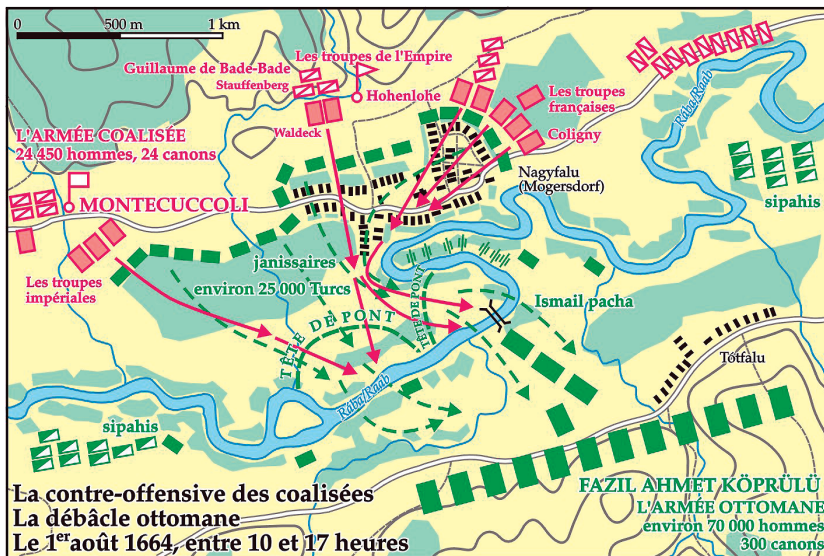 0 500 m 1 km
Les troupes de l'Empire
Guillaume de Bade-Bade
Stauffenberg
Hohenlohe
Waldeck
Les troupes
françaises
Coligny
Rába/Raab
L'ARMÉE COALISÉE
24 450 hommes, 24 canons
MONTECUCCOLI
Nagyfalu
(Mogersdorf)
sipahis
Les troupes
impériales
janissaires
environ 25 000 Turcs
TÊTE DE PONT
TÊTE DE PONT
Ismail pacha
Tótfalu
Rába/Raab
sipahis
La contre-offensive des coalisées
La débâcle ottomane
Le 1er août 1664, entre 10 et 17 heures
FAZIL AHMET KÖPRÜLÜ
L'ARMÉE OTTOMANE
environ 70 000 hommes
300 canons